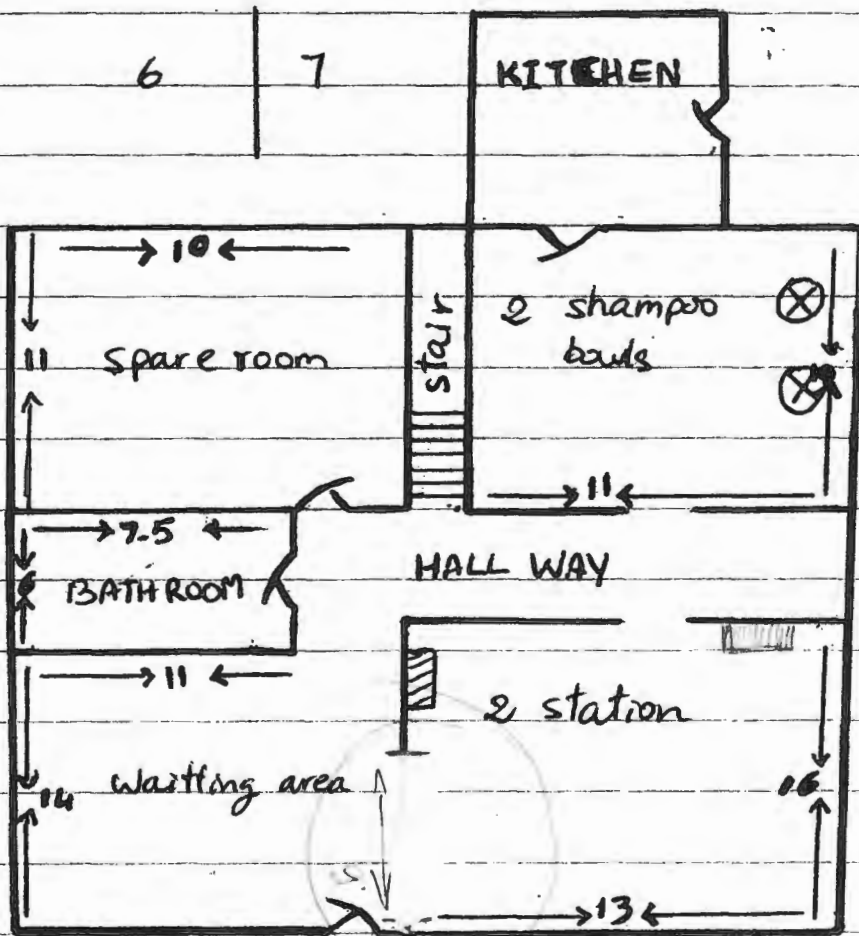 6 7
KITCHEN
10
11
spare room
stair
2 shampoo
bowls
11
7.5
BATHROOM
HALL WAY
11
2 station
14
Waitting area
16
13